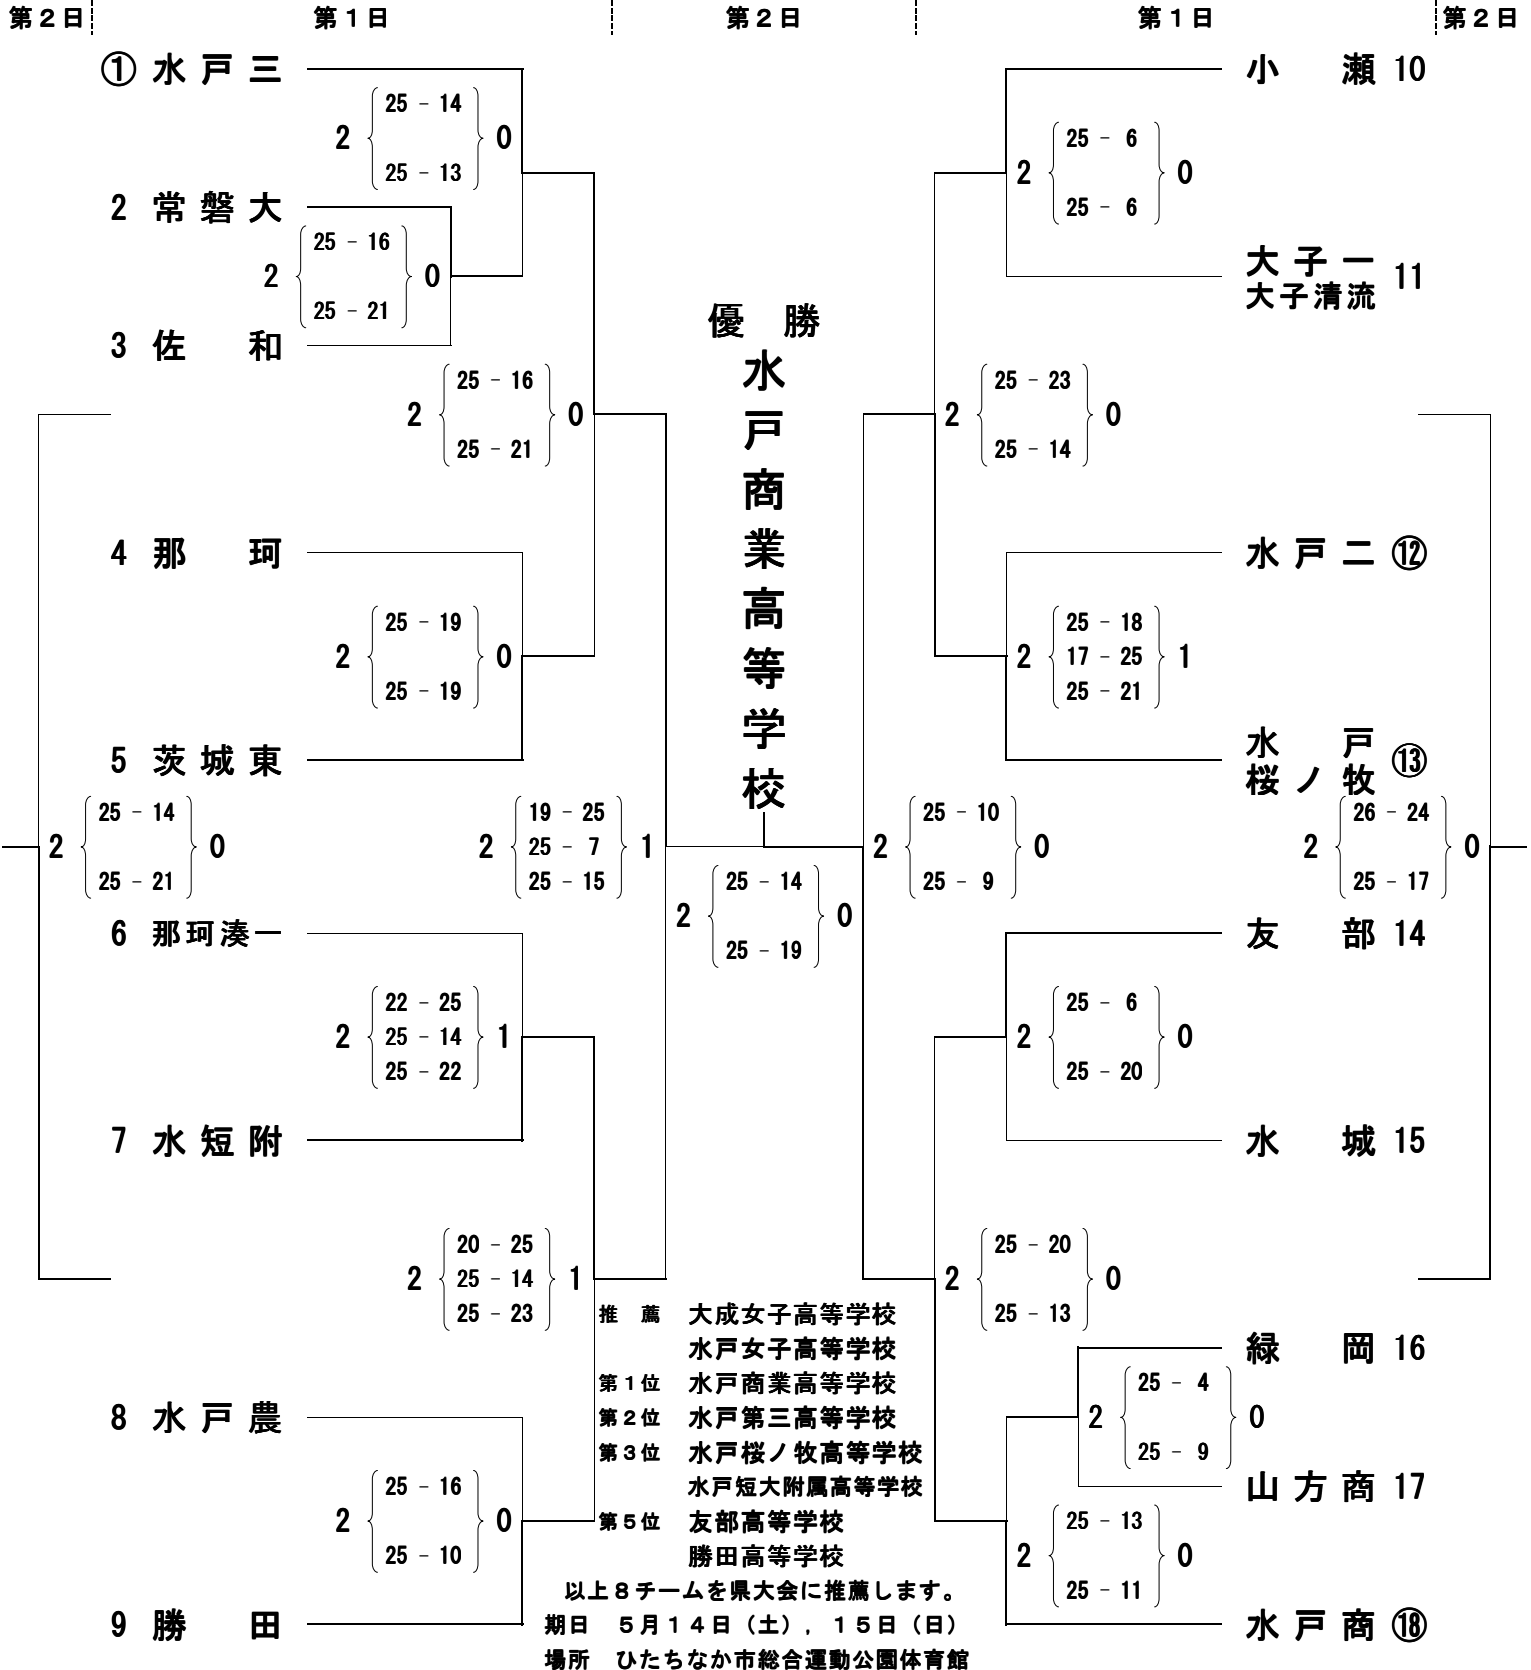 第２日 第１日 第２日 第１日 第２日
① 水戸三
2 { 25 - 14 25 - 13 } 0
2 常磐大
2 { 25 - 16 25 - 21 } 0
3 佐和
2 { 25 - 16 25 - 21 } 0
4 那珂
2 { 25 - 19 25 - 19 } 0
5 茨城東
2 { 25 - 14 25 - 21 } 0
2 { 19 - 25 25 - 7 25 - 15 } 1
6 那珂湊一
2 { 22 - 25 25 - 14 25 - 22 } 1
7 水短附
2 { 20 - 25 25 - 14 25 - 23 } 1
8 水戸農
2 { 25 - 16 25 - 10 } 0
9 勝田
優勝
水戸商業高等学校
2 { 25 - 14 25 - 19 } 0
小瀬 10
2 { 25 - 6 25 - 6 } 0
大子一
大子清流 11
2 { 25 - 23 25 - 14 } 0
水戸二 ⑫
2 { 25 - 18 17 - 25 25 - 21 } 1
水戸
桜ノ牧 ⑬
2 { 25 - 10 25 - 9 } 0
2 { 26 - 24 25 - 17 } 0
友部 14
2 { 25 - 6 25 - 20 } 0
水城 15
2 { 25 - 20 25 - 13 } 0
緑岡 16
2 { 25 - 4 25 - 9 } 0
山方商 17
2 { 25 - 13 25 - 11 } 0
水戸商 ⑱
推薦 大成女子高等学校
水戸女子高等学校
第１位 水戸商業高等学校
第２位 水戸第三高等学校
第３位 水戸桜ノ牧高等学校
水戸短大附属高等学校
第５位 友部高等学校
勝田高等学校
以上８チームを県大会に推薦します。
期日 ５月１４日（土），１５日（日）
場所 ひたちなか市総合運動公園体育館